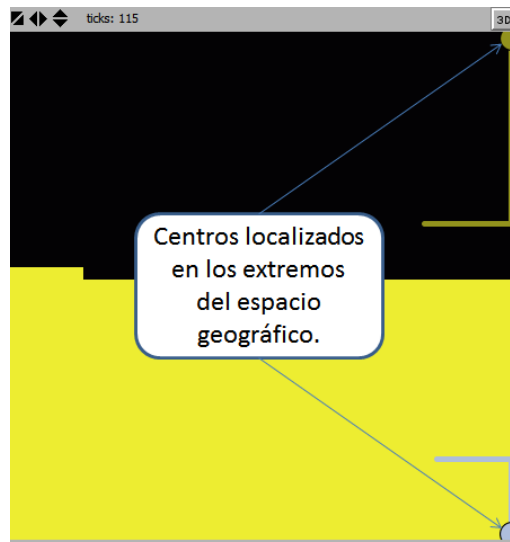 ticks: 115
3D
Centros localizados
en los extremos
del espacio
geográfico.